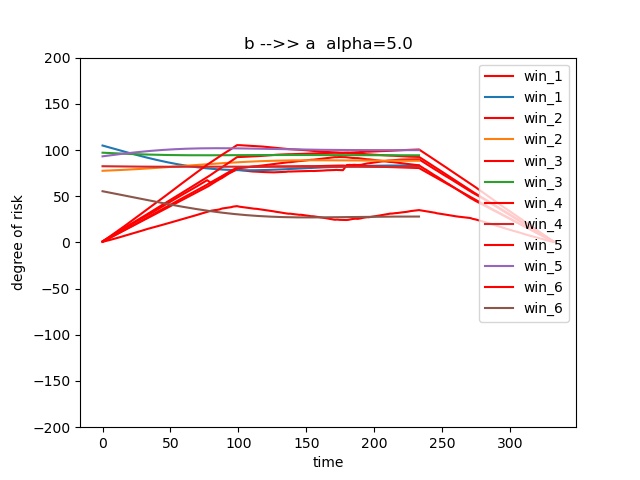 b -->> a  alpha=5.0
degree of risk
200
150
100
50
0
−50
−100
−150
−200
0
50
100
150
200
250
300
time
win_1
win_1
win_2
win_2
win_3
win_3
win_4
win_4
win_5
win_5
win_6
win_6